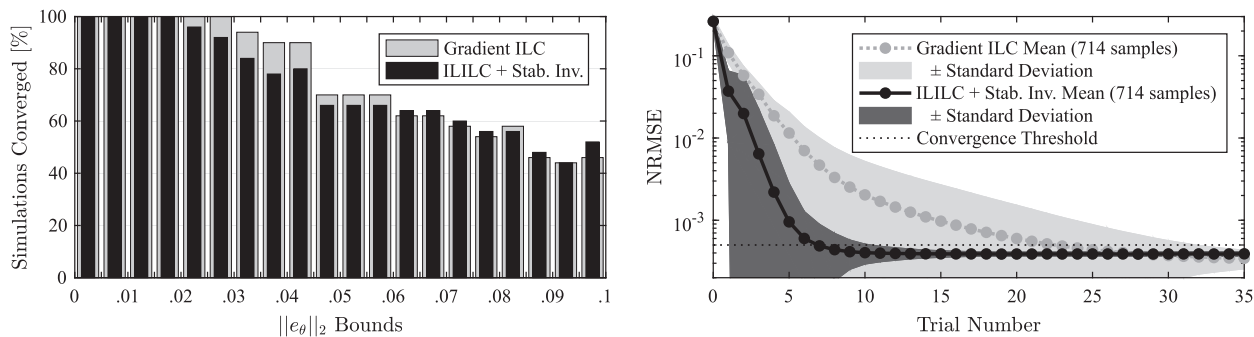 Simulations Converged [%]
100
80
60
40
20
0
Gradient ILC
ILILC + Stab. Inv.
0 .01 .02 .03 .04 .05 .06 .07 .08 .09 .1
||e_θ||_2 Bounds
NRMSE
10^-1
10^-2
10^-3
Gradient ILC Mean (714 samples)
± Standard Deviation
ILILC + Stab. Inv. Mean (714 samples)
± Standard Deviation
Convergence Threshold
0 5 10 15 20 25 30 35
Trial Number